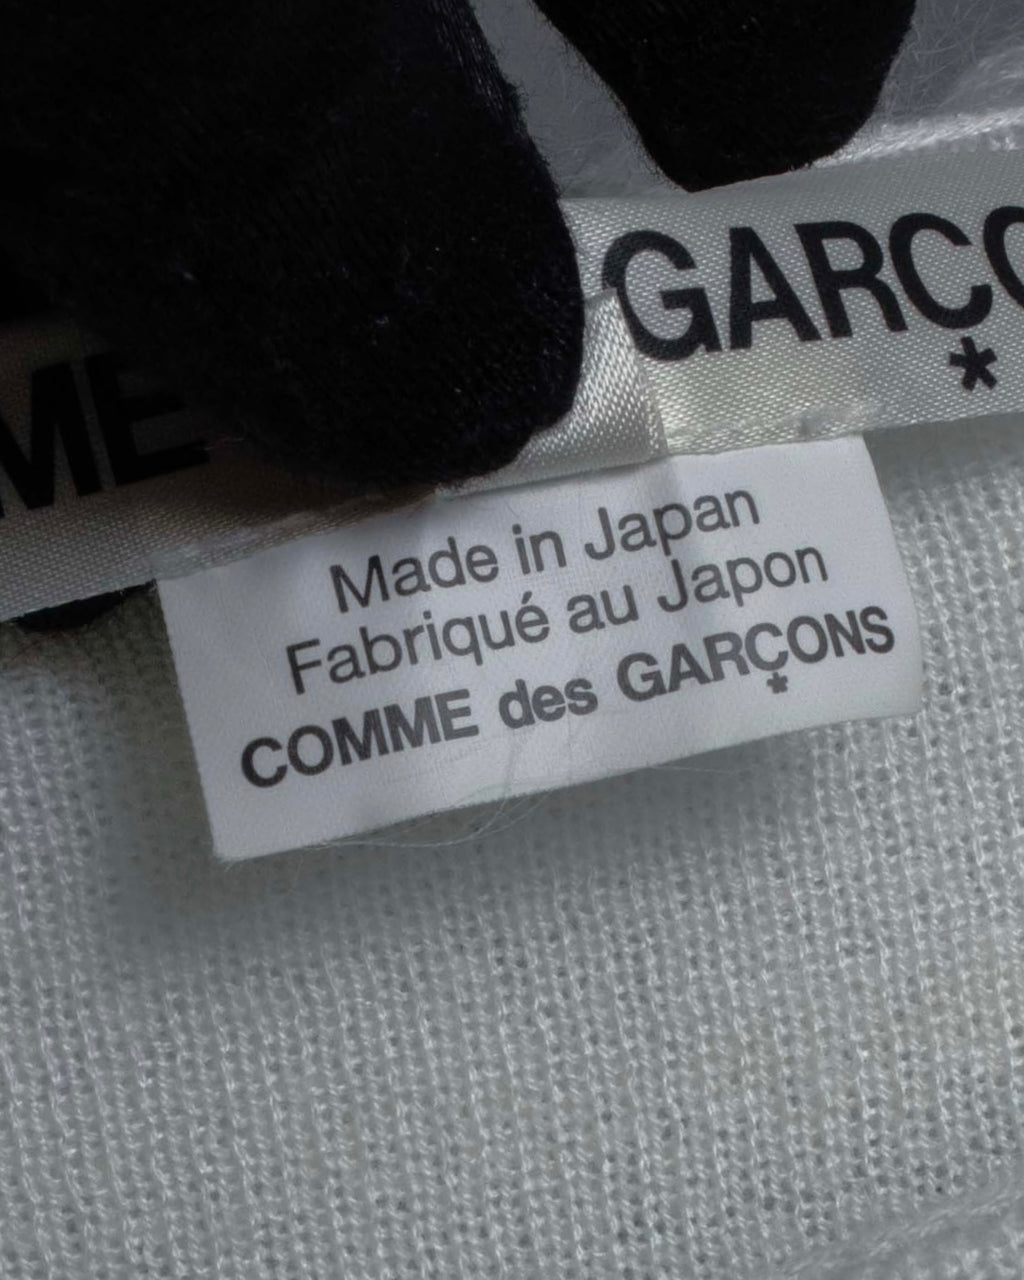 ME GARÇO
*
Made in Japan
Fabriqué au Japon
COMME des GARÇONS
*